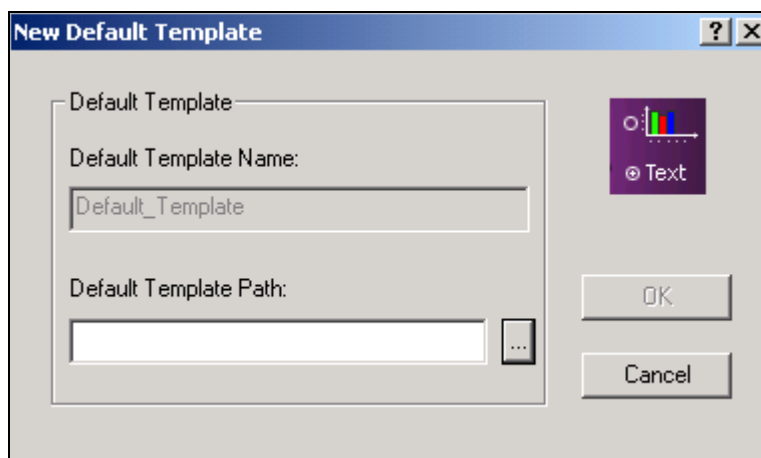 New Default Template
Default Template
Default Template Name:
Default_Template
Default Template Path:
...
Text
OK
Cancel